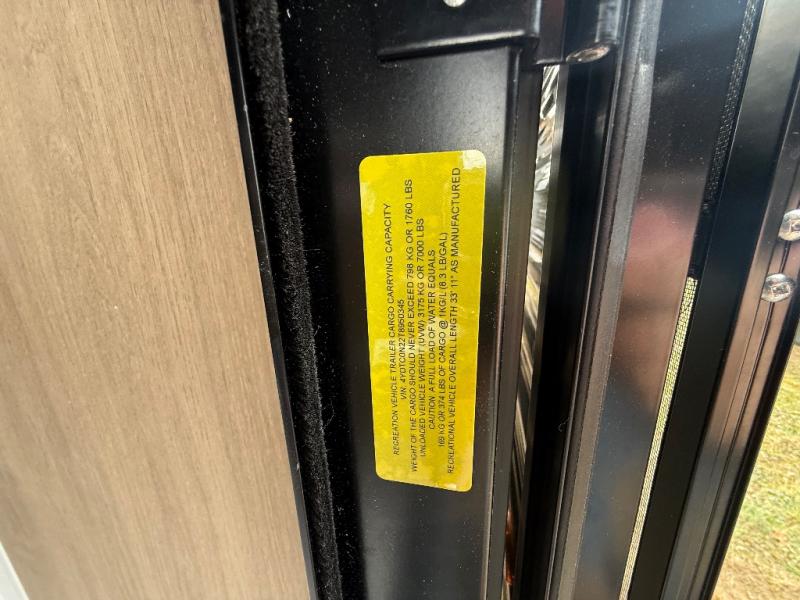 RECREATION VEHICLE TRAILER CARGO CARRYING CAPACITY
VIN: 4YDTC0N22T8950345
WEIGHT OF THE CARGO SHOULD NEVER EXCEED 798 KG OR 1760 LBS
UNLOADED VEHICLE WEIGHT (UVW) 3175 KG OR 7000 LBS
CAUTION: A FULL LOAD OF WATER EQUALS
169 KG OR 374 LBS OF CARGO @ 1KG/L (8.3 LB/GAL)
RECREATIONAL VEHICLE OVERALL LENGTH 33' 11" AS MANUFACTURED